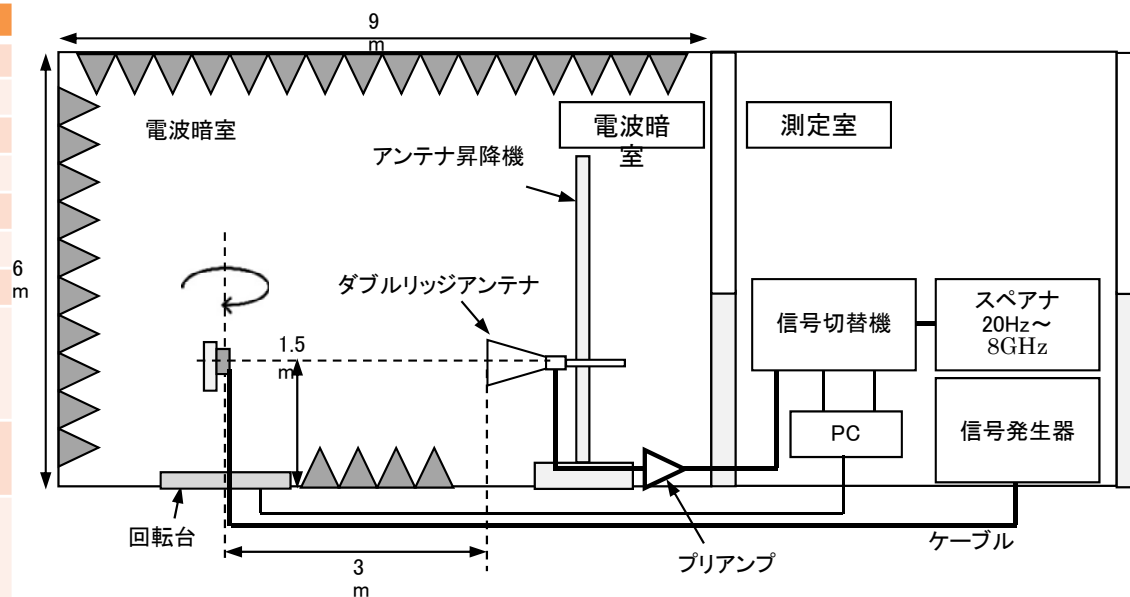 9
m
電波暗室
電波暗
室
測定室
アンテナ昇降機
6
m
ダブルリッジアンテナ
信号切替機
スペアナ
20Hz～
8GHz
1.5
m
PC
信号発生器
回転台
ケーブル
プリアンプ
3
m